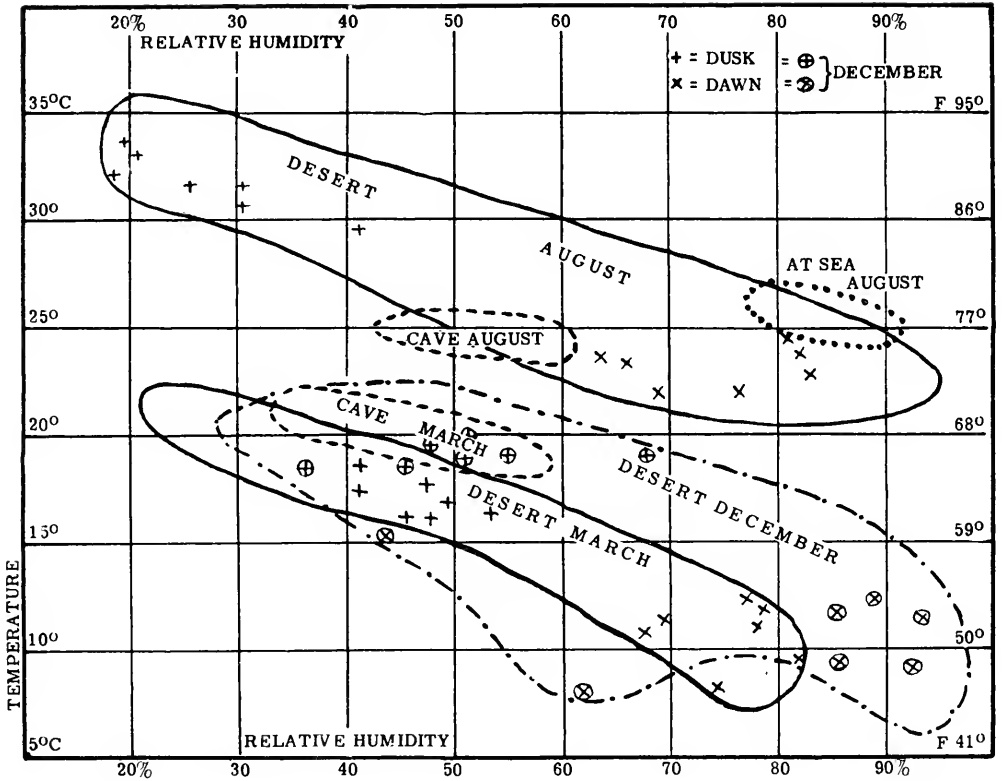 20% 30 40 50 60 70 80 90%
RELATIVE HUMIDITY
+ = DUSK = ⊕
× = DAWN = ⊗
DECEMBER
35°C F 95°
DESERT
AUGUST
30° 86°
AT SEA
AUGUST
25° 77°
CAVE AUGUST
CAVE
MARCH
20° 68°
DESERT DECEMBER
DESERT MARCH
15° 59°
10° 50°
TEMPERATURE
RELATIVE HUMIDITY
5°C F 41°
20% 30 40 50 60 70 80 90%